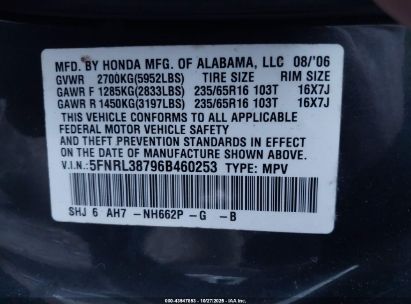 MFD. BY HONDA MFG. OF ALABAMA, LLC 08/'06
GVWR 2700KG(5952LBS) TIRE SIZE RIM SIZE
GAWR F 1285KG(2833LBS) 235/65R16 103T 16X7J
GAWR R 1450KG(3197LBS) 235/65R16 103T 16X7J
THIS VEHICLE CONFORMS TO ALL APPLICABLE
FEDERAL MOTOR VEHICLE SAFETY
AND THEFT PREVENTION STANDARDS IN EFFECT
ON THE DATE OF MANUFACTURE SHOWN ABOVE.
V.I.N.: 5FNRL38796B460253 TYPE: MPV
SHJ 6 AH7 -NH662P -G -B